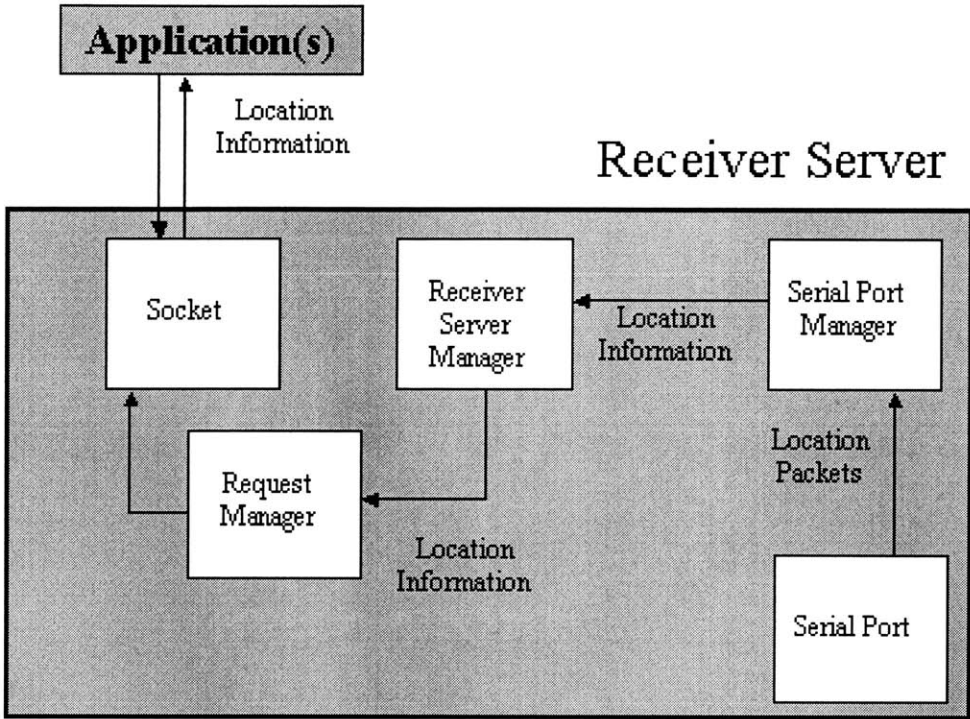 Application(s)
Location
Information
Receiver Server
Socket
Receiver
Server
Manager
Location
Information
Serial Port
Manager
Request
Manager
Location
Information
Location
Packets
Serial Port